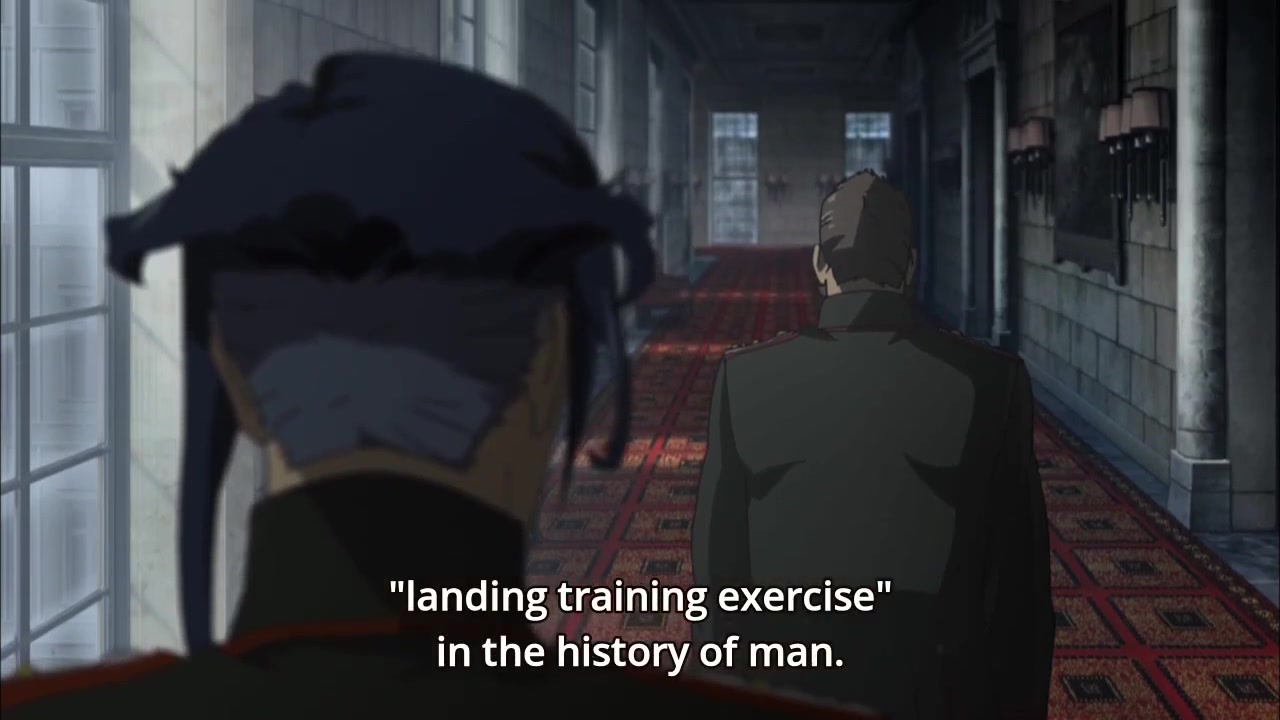 "landing training exercise"
in the history of man.